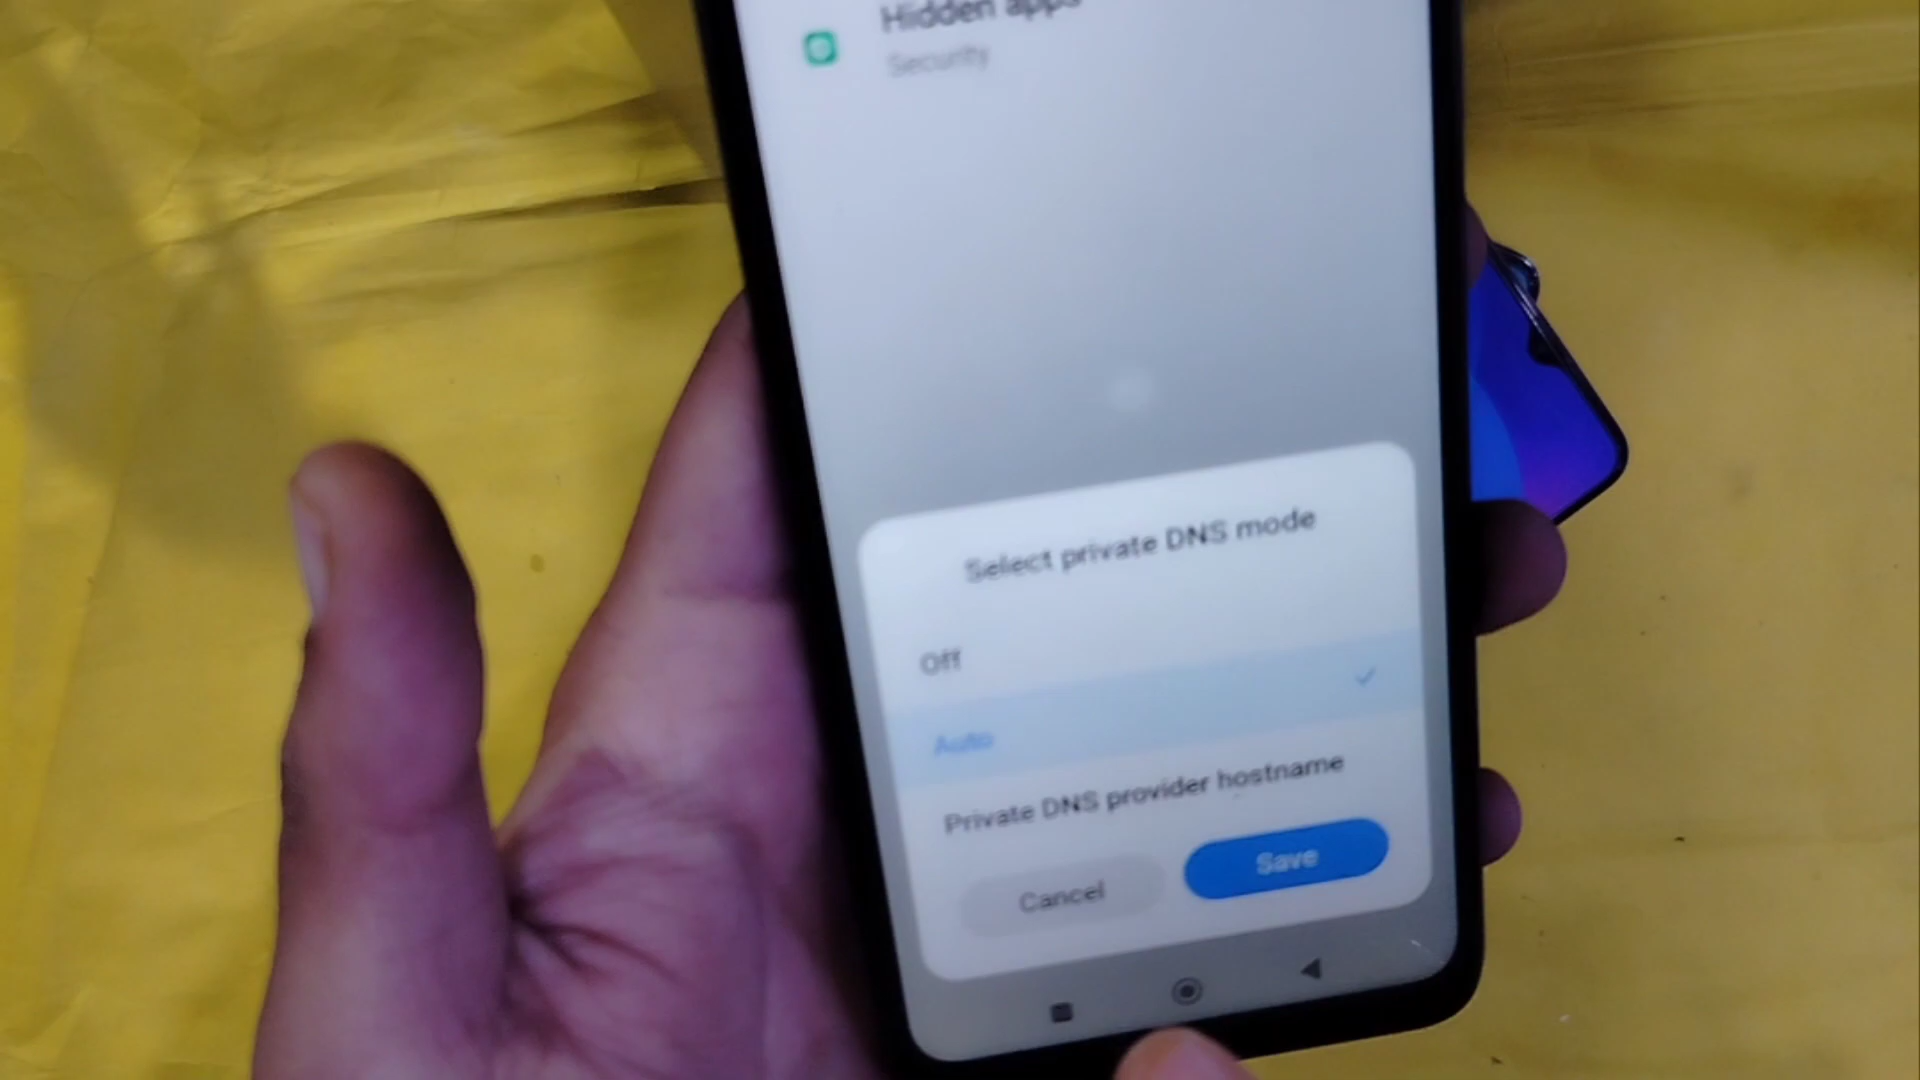 Hidden apps
Security
Select private DNS mode
Off
Auto
Private DNS provider hostname
Cancel
Save